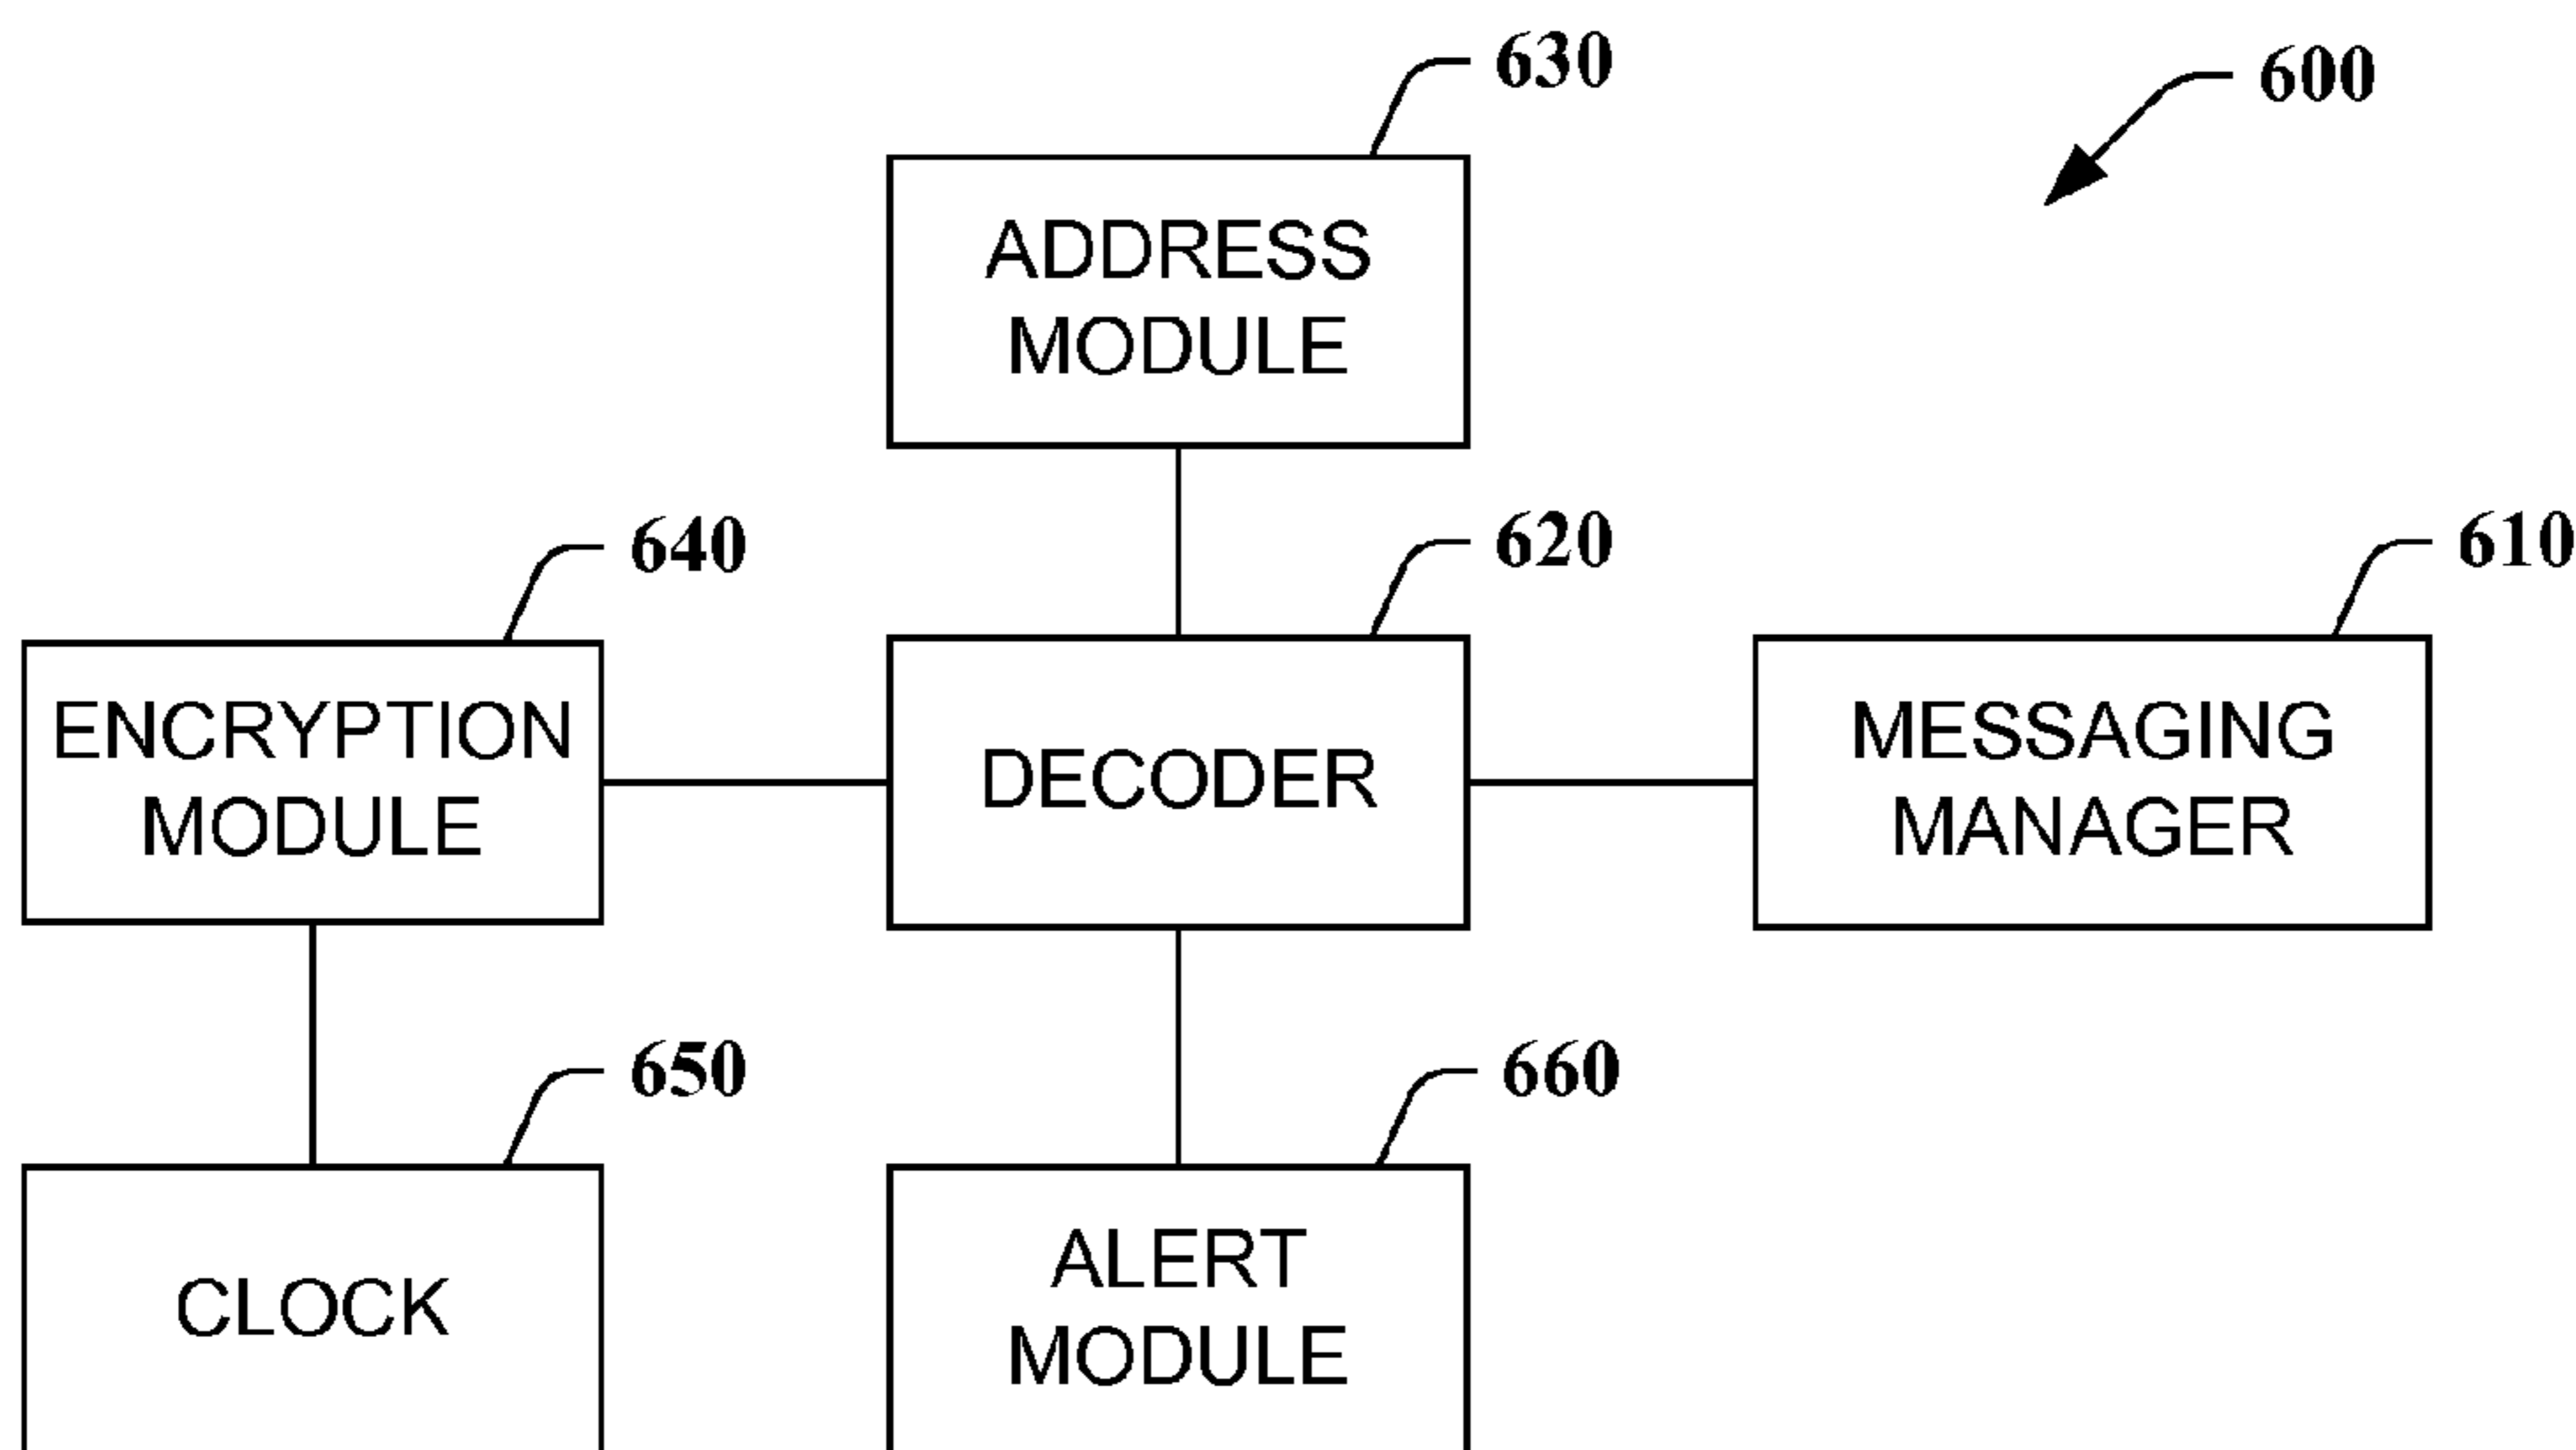 630
600
ADDRESS
MODULE
640
620
610
ENCRYPTION
MODULE
DECODER
MESSAGING
MANAGER
650
660
CLOCK
ALERT
MODULE